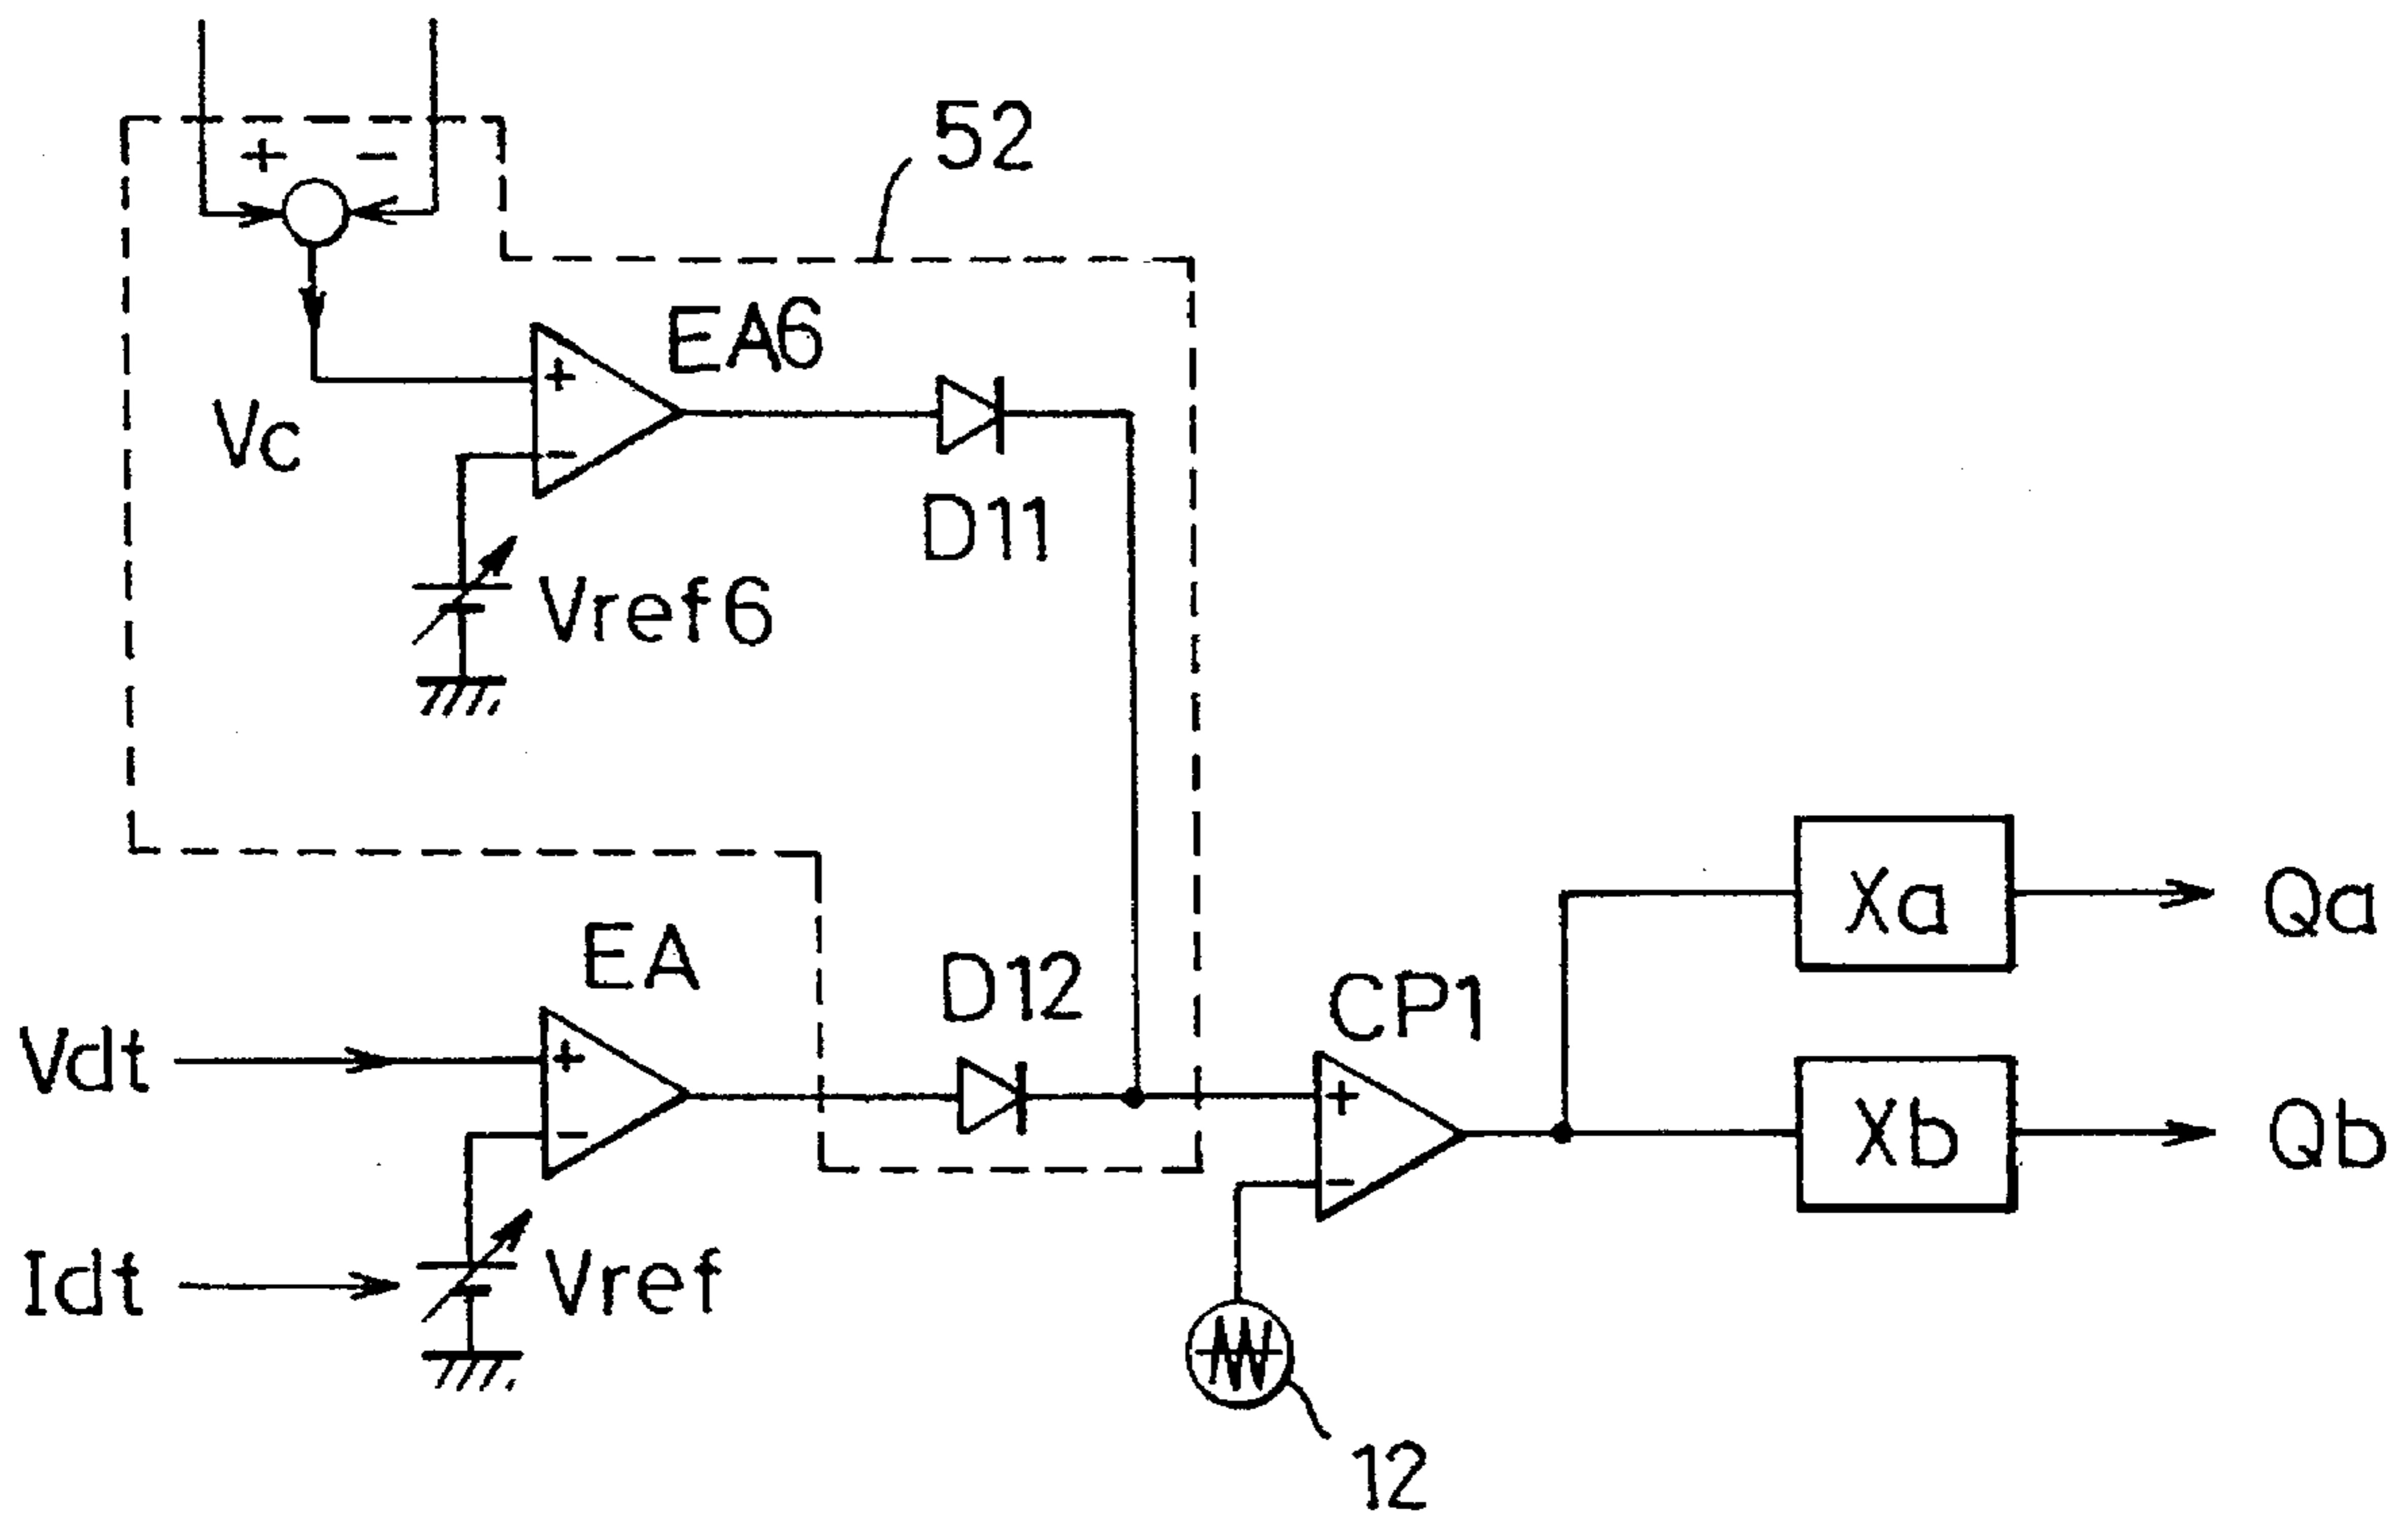 52
+ -
EA6
+
Vc
-
D11
Vref6
EA
D12
CP1
Xa
Qa
Vdt
+
+
Xb
Qb
-
-
Idt
Vref
12